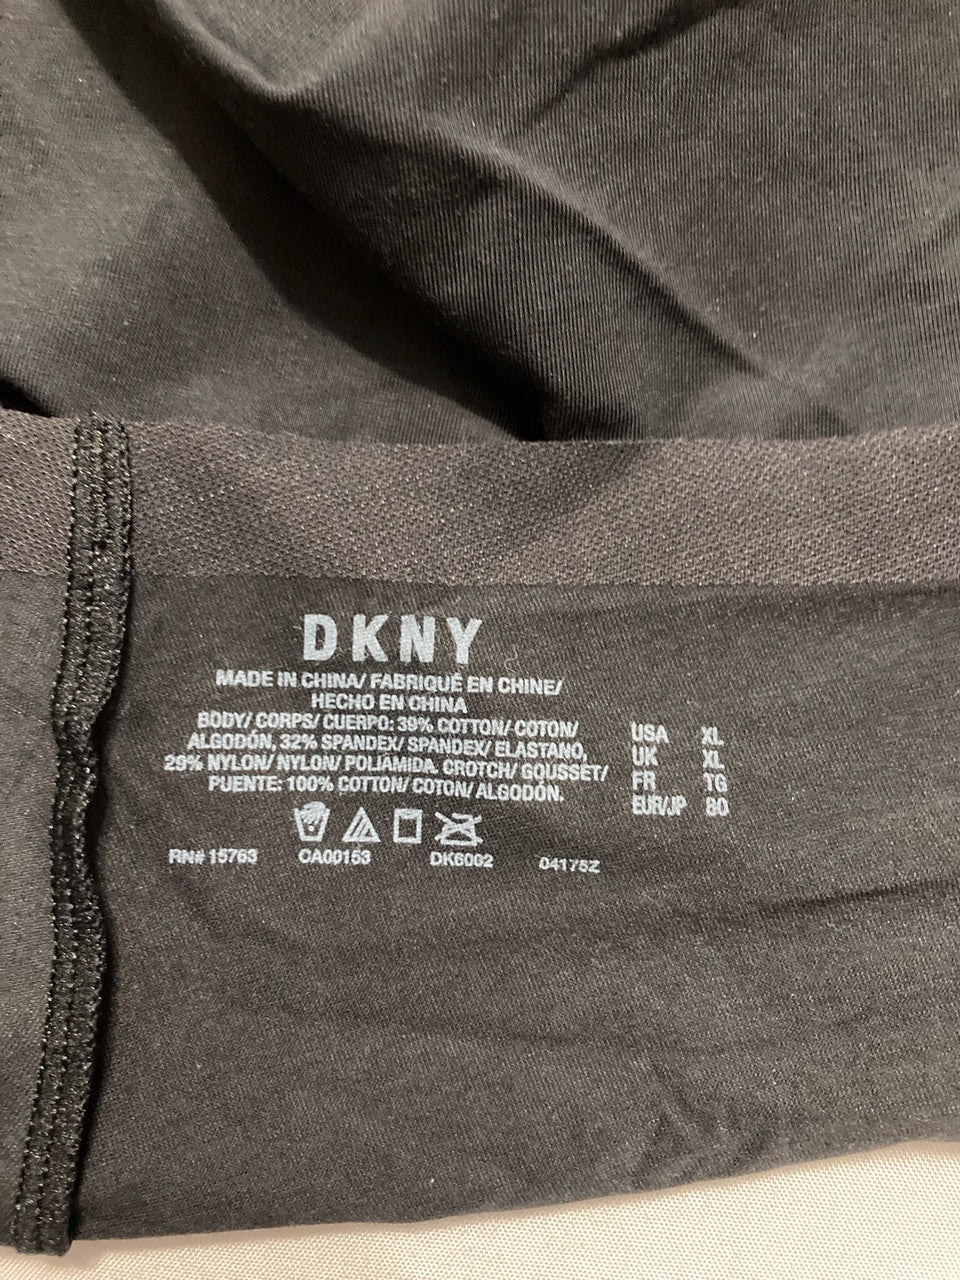 DKNY
MADE IN CHINA/ FABRIQUÉ EN CHINE/
HECHO EN CHINA
BODY/ CORPS/ CUERPO: 39% COTTON/ COTON/
ALGODÓN, 32% SPANDEX/ SPANDEX/ ELASTANO,
29% NYLON/ NYLON/ POLIAMIDA. CROTCH/ GOUSSET/
PUENTE: 100% COTTON/ COTON/ ALGODÓN.
RN# 15763 CA00153 DK6002 04175Z
USA XL
UK XL
FR TG
EUR/JP 80